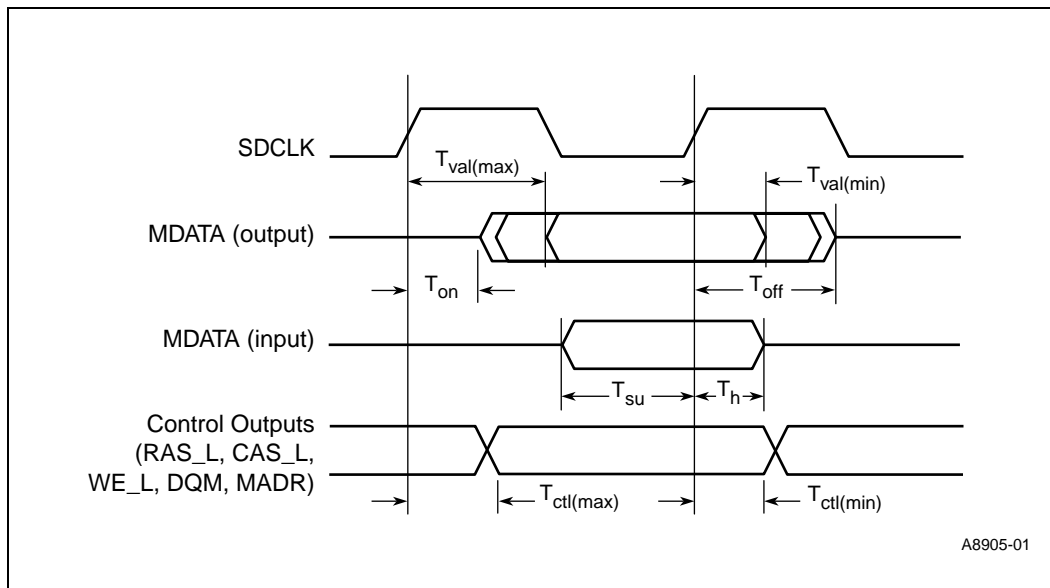 SDCLK
Tval(max)
Tval(min)
MDATA (output)
Ton
Toff
MDATA (input)
Tsu
Th
Control Outputs
(RAS_L, CAS_L,
WE_L, DQM, MADR)
Tctl(max)
Tctl(min)
A8905-01